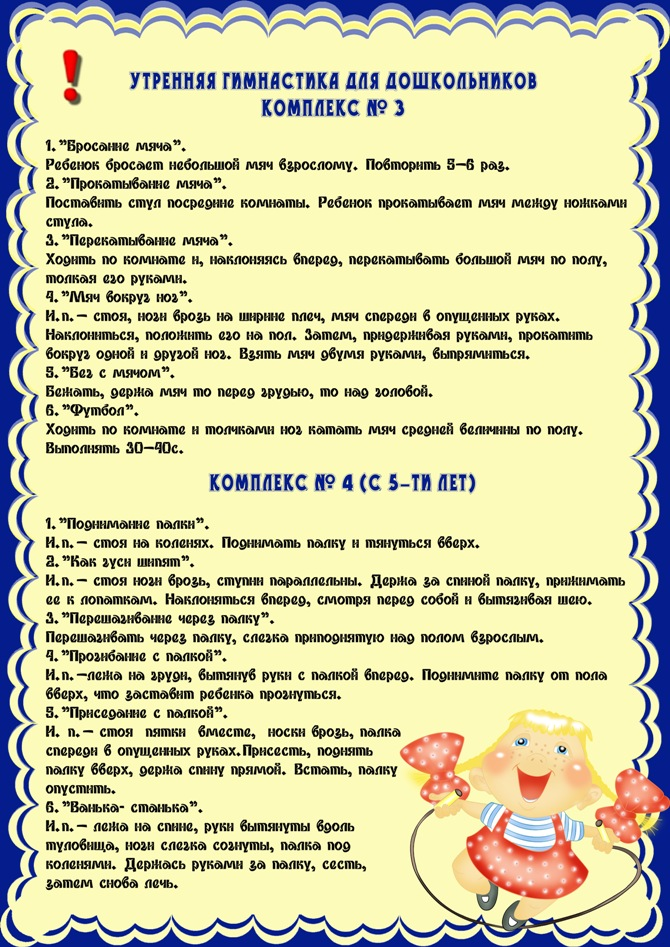 !
УТРЕННЯЯ ГИМНАСТИКА ДЛЯ ДОШКОЛЬНИКОВ
КОМПЛЕКС № 3
1. "Бросание мяча".
Ребенок бросает небольшой мяч взрослому. Повторить 5–6 раз.
2. "Прокатывание мяча".
Поставить стул посредине комнаты. Ребенок прокатывает мяч между ножками
стула.
3. "Перекатывание мяча".
Ходить по комнате и, наклоняясь вперед, перекатывать большой мяч по полу,
толкая его руками.
4. "Мяч вокруг ног".
И.п. – стоя, ноги врозь на ширине плеч, мяч спереди в опущенных руках.
Наклониться, положить его на пол. Затем, придерживая руками, прокатить
вокруг одной и другой ног. Взять мяч двумя руками, выпрямиться.
5. "Бег с мячом".
Бежать, держа мяч то перед грудью, то над головой.
6. "Футбол".
Ходить по комнате и толчками ног катать мяч средней величины по полу.
Выполнять 30–40с.
КОМПЛЕКС № 4 (С 5-ТИ ЛЕТ)
1. "Поднимание палки".
И.п. – стоя на коленях. Поднимать палку и тянуться вверх.
2. "Как гуси шипят".
И.п. – стоя ноги врозь, ступни параллельны. Держа за спиной палку, прижимать
ее к лопаткам. Наклоняться вперед, смотря перед собой и вытягивая шею.
3. "Перешагивание через палку".
Перешагивать через палку, слегка приподнятую над полом взрослым.
4. "Прогибание с палкой".
И.п. –лежа на груди, вытянув руки с палкой вперед. Поднимите палку от пола
вверх, что заставит ребенка прогнуться.
5. "Приседание с палкой".
И. п. – стоя пятки вместе, носки врозь, палка
спереди в опущенных руках.Присесть, поднять
палку вверх, держа спину прямой. Встать, палку
опустить.
6. "Ванька- станька".
И.п. – лежа на спине, руки вытянуты вдоль
туловища, ноги слегка согнуты, палка под
коленями. Держась руками за палку, сесть,
затем снова лечь.